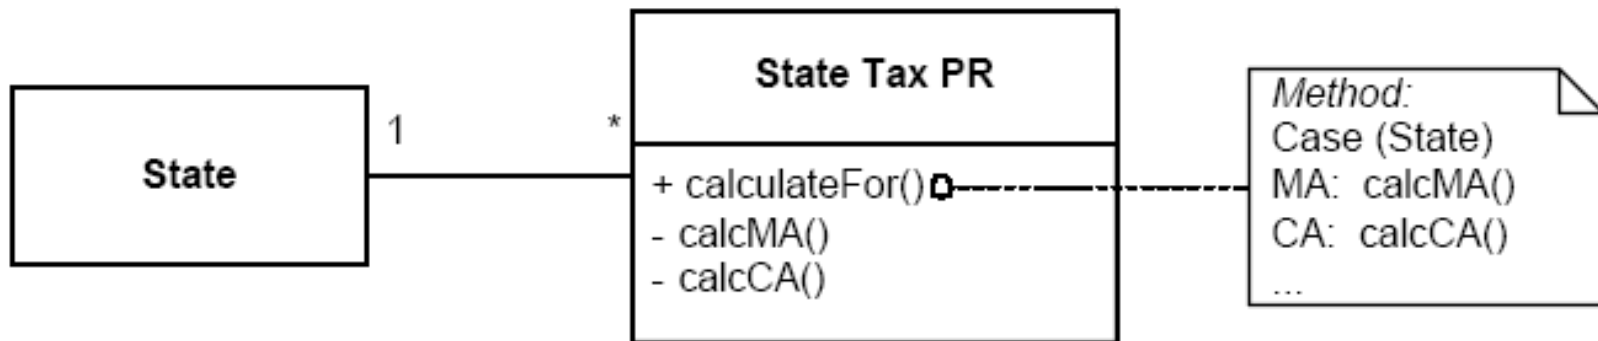 State
1
*
State Tax PR
+ calculateFor()
- calcMA()
- calcCA()
Method:
Case (State)
MA: calcMA()
CA: calcCA()
...